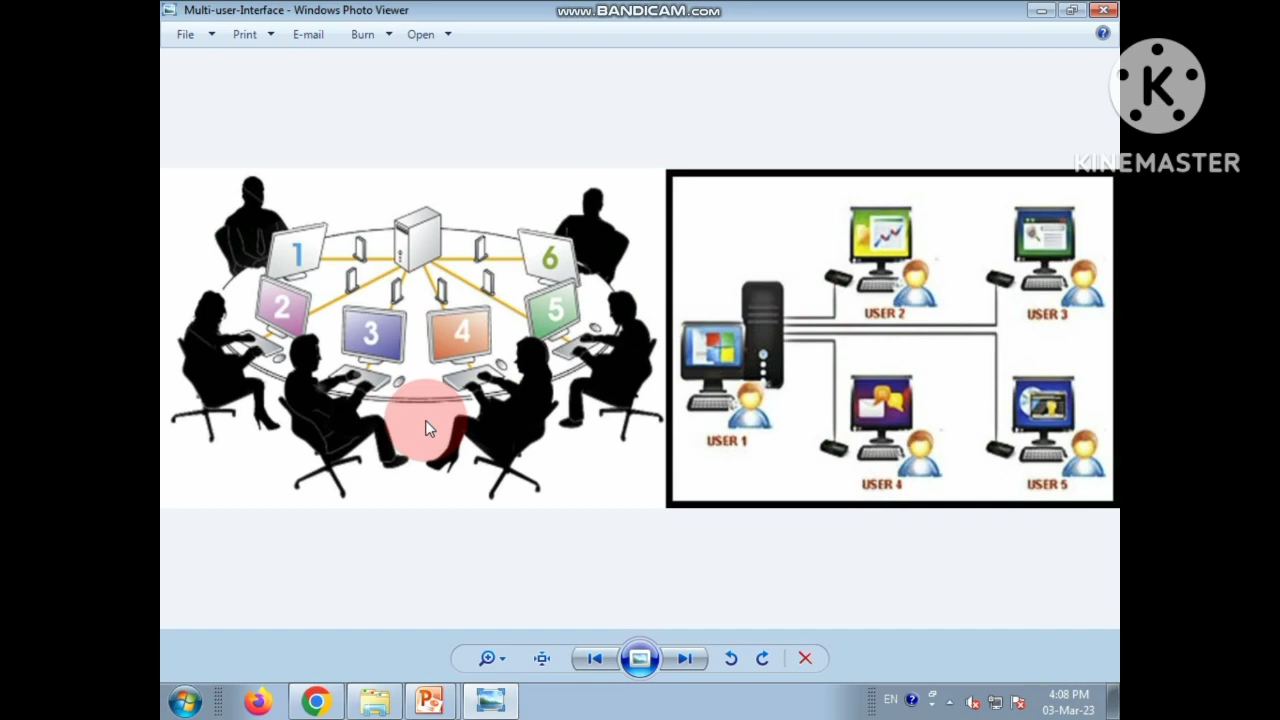 Multi-user-Interface - Windows Photo Viewer
www.BANDICAM.com
File Print E-mail Burn Open
K
KINEMASTER
1
6
2
5
3
4
USER 2
USER 3
USER 1
USER 4
USER 5
EN
4:08 PM
03-Mar-23